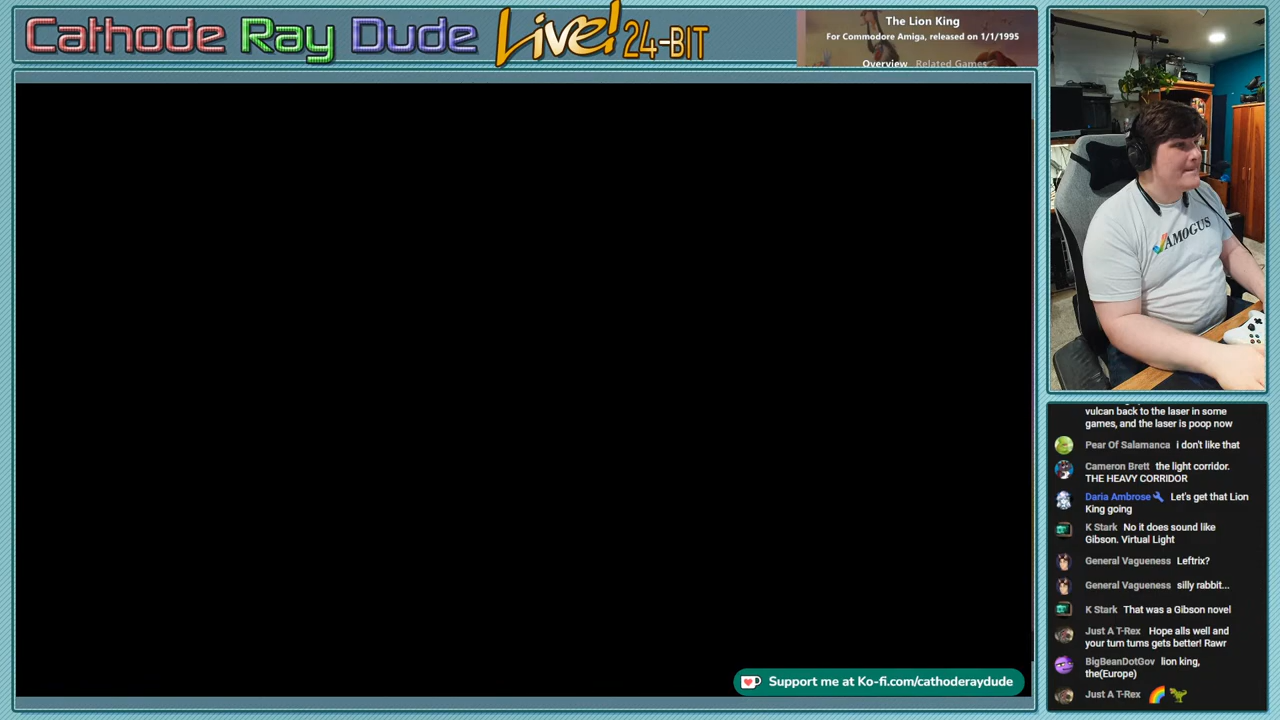 Cathode Ray Dude Live! 24-BIT
The Lion King
For Commodore Amiga, released on 1/1/1995
Overview Related Games
AMOGUS
vulcan back to the laser in some
games, and the laser is poop now
Pear Of Salamanca i don't like that
Cameron Brett the light corridor.
THE HEAVY CORRIDOR
Daria Ambrose Let's get that Lion
King going
K Stark No it does sound like
Gibson. Virtual Light
General Vagueness Leftrix?
General Vagueness silly rabbit...
K Stark That was a Gibson novel
Just A T-Rex Hope alls well and
your tum tums gets better! Rawr
BigBeanDotGov lion king,
the(Europe)
Just A T-Rex 🌈 🦖
Support me at Ko-fi.com/cathoderaydude